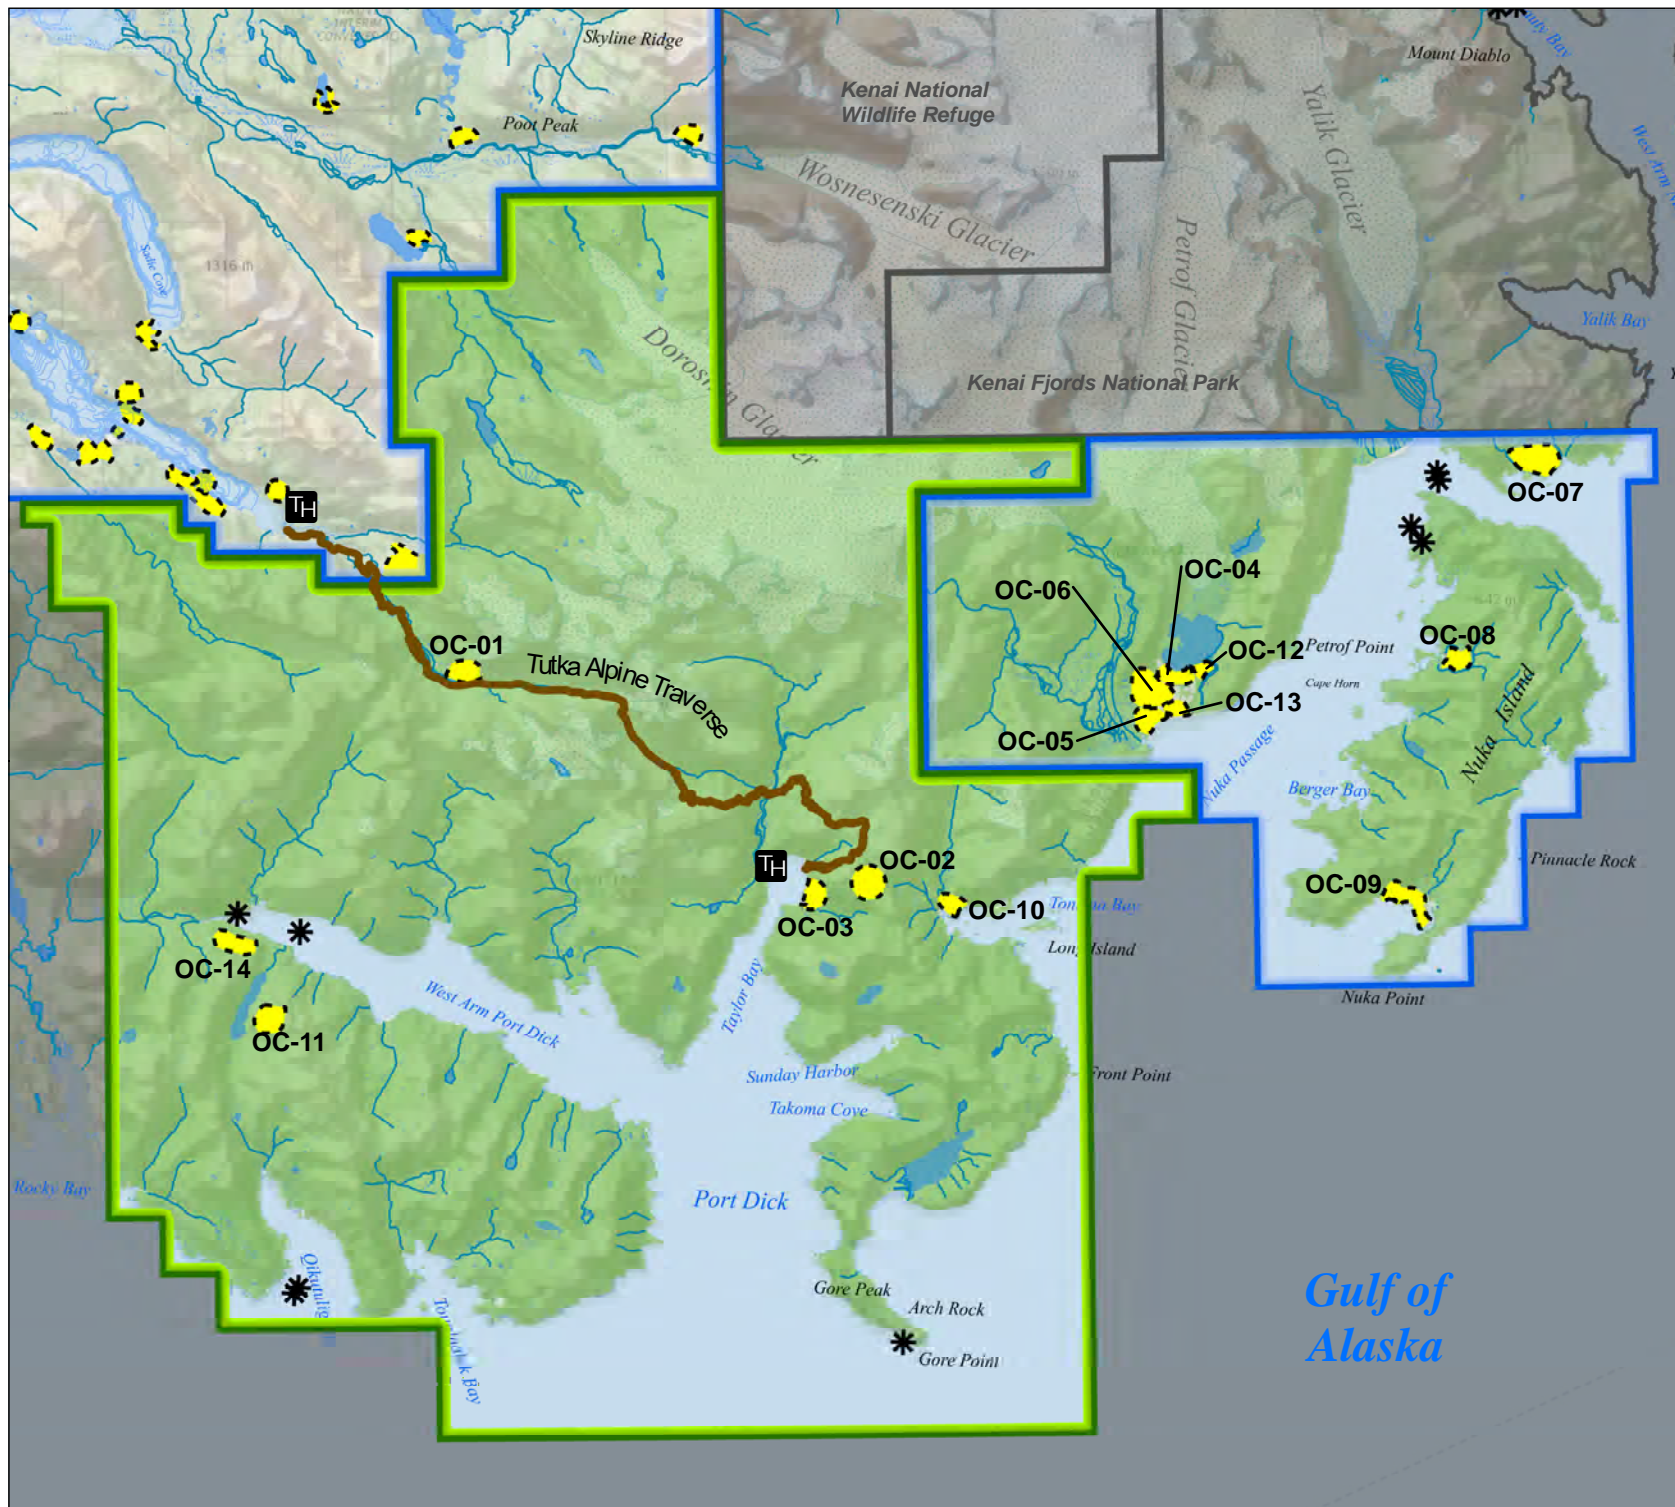 Skyline Ridge
Mount Diablo
Kenai National
Wildlife Refuge
Poot Peak
Yalik Glacier
Wosnesenski Glacier
Petrof Glacier
Sadie Cove
1316 m
Yalik Bay
Kenai Fjords National Park
OC-07
TH
OC-04
OC-06
OC-01
Tutka Alpine Traverse
OC-12
Petrof Point
OC-08
Cape Horn
OC-13
OC-05
Nuka Island
Nuka Passage
Berger Bay
Pinnacle Rock
TH
OC-02
OC-09
OC-03
OC-10
Long Island
OC-14
Nuka Point
West Arm Port Dick
Taylor Bay
OC-11
Sunday Harbor
Front Point
Takoma Cove
Rocky Bay
Port Dick
Gore Peak
Arch Rock
Gore Point
Gulf of
Alaska